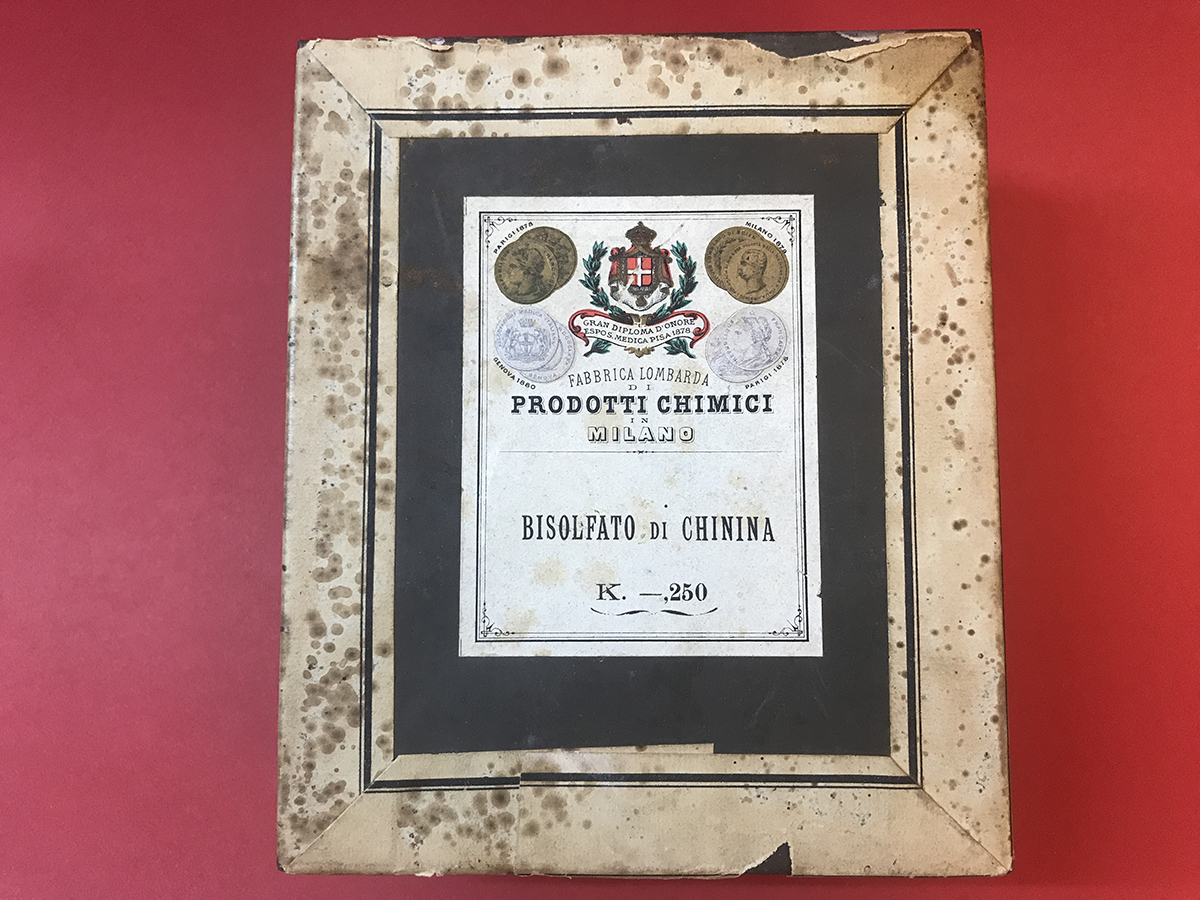 PARIGI 1878
MILANO 1872
GRAN DIPLOMA D'ONORE
ESPOS. MEDICA PISA 1878
GENOVA 1880
PARIGI 1878
FABBRICA LOMBARDA
DI
PRODOTTI CHIMICI
IN
MILANO
BISOLFATO DI CHININA
K. —,250